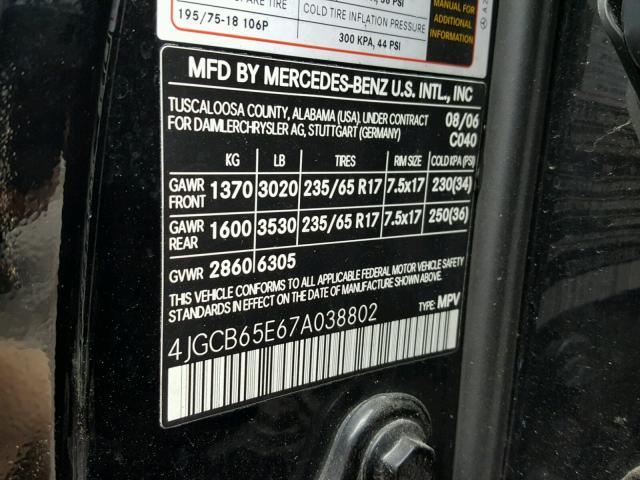 TIRE COLD TIRE INFLATION PRESSURE
195/75-18 106P 300 KPA, 44 PSI
MANUAL FOR
ADDITIONAL
INFORMATION
MFD BY MERCEDES-BENZ U.S. INTL., INC
TUSCALOOSA COUNTY, ALABAMA (USA), UNDER CONTRACT 08/06
FOR DAIMLERCHRYSLER AG, STUTTGART (GERMANY) C040
KG LB TIRES RIM SIZE COLD KPA (PSI)
GAWR FRONT 1370 3020 235/65 R17 7.5x17 230(34)
GAWR REAR 1600 3530 235/65 R17 7.5x17 250(36)
GVWR 2860 6305
THIS VEHICLE CONFORMS TO ALL APPLICABLE FEDERAL MOTOR VEHICLE SAFETY
STANDARDS IN EFFECT ON THE DATE OF MANUFACTURE SHOWN ABOVE.
4JGCB65E67A038802 TYPE: MPV